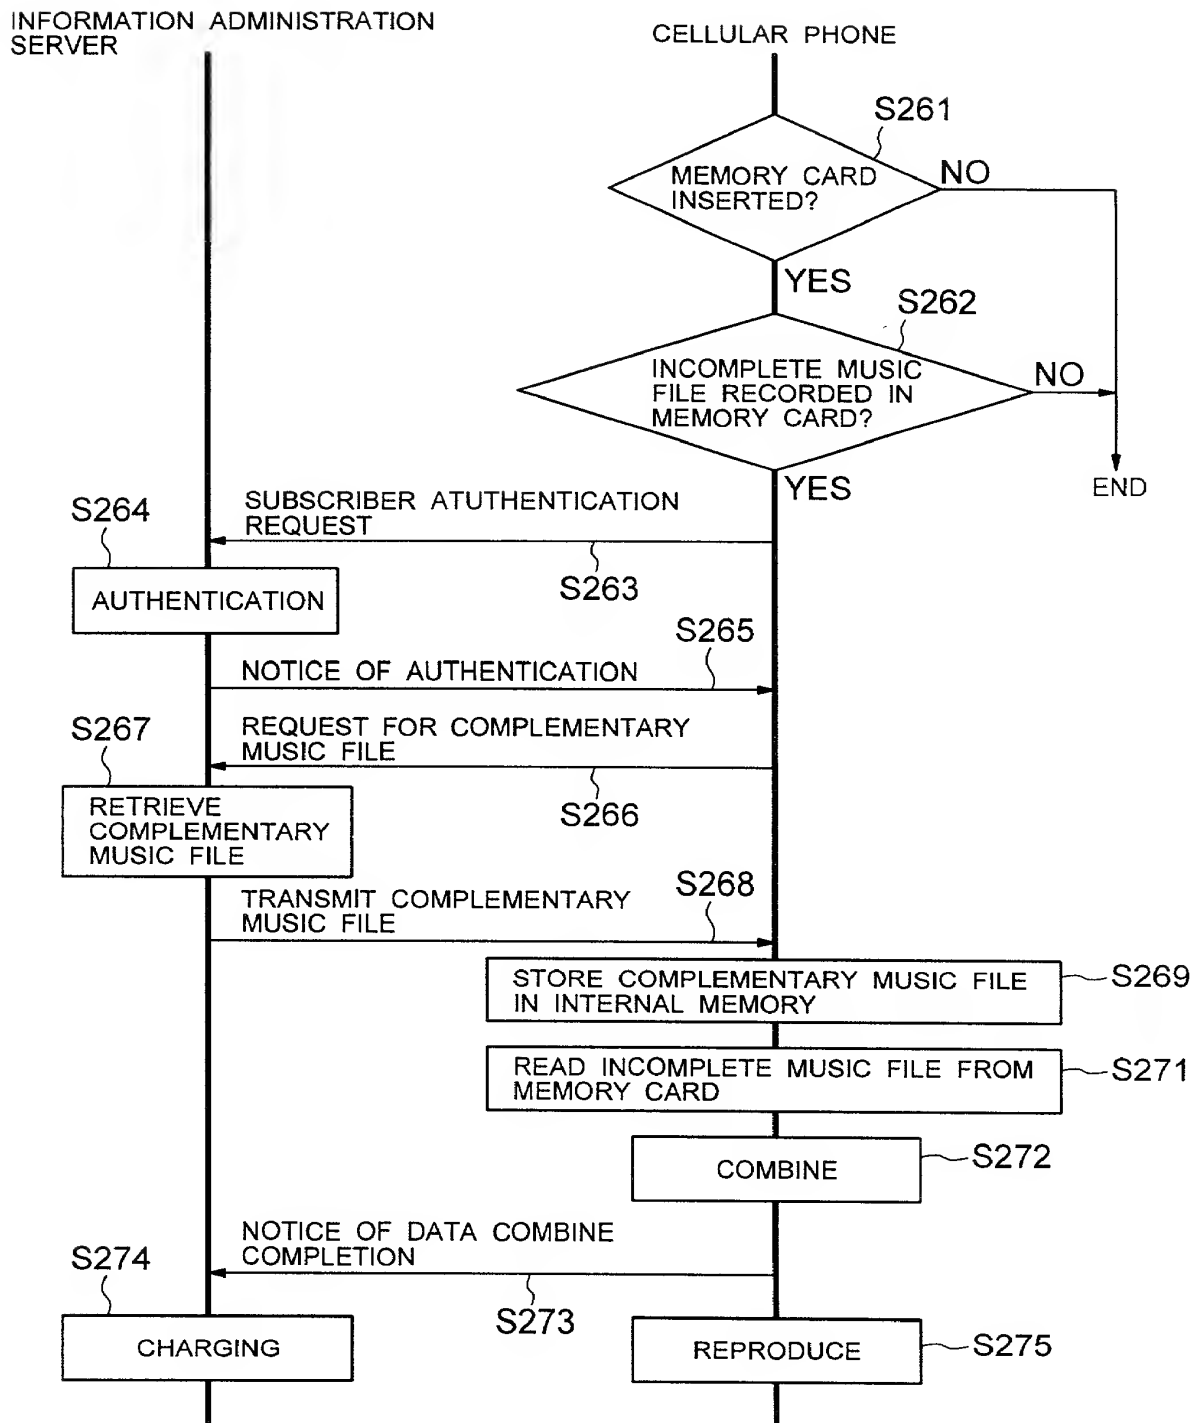 INFORMATION ADMINISTRATION
SERVER
CELLULAR PHONE
S261
MEMORY CARD
INSERTED?
NO
YES
S262
INCOMPLETE MUSIC
FILE RECORDED IN
MEMORY CARD?
NO
YES
END
SUBSCRIBER ATUTHENTICATION
REQUEST
S264
S263
AUTHENTICATION
S265
NOTICE OF AUTHENTICATION
S267
REQUEST FOR COMPLEMENTARY
MUSIC FILE
S266
RETRIEVE
COMPLEMENTARY
MUSIC FILE
S268
TRANSMIT COMPLEMENTARY
MUSIC FILE
STORE COMPLEMENTARY MUSIC FILE
IN INTERNAL MEMORY
S269
READ INCOMPLETE MUSIC FILE FROM
MEMORY CARD
S271
COMBINE
S272
NOTICE OF DATA COMBINE
COMPLETION
S274
S273
CHARGING
REPRODUCE
S275